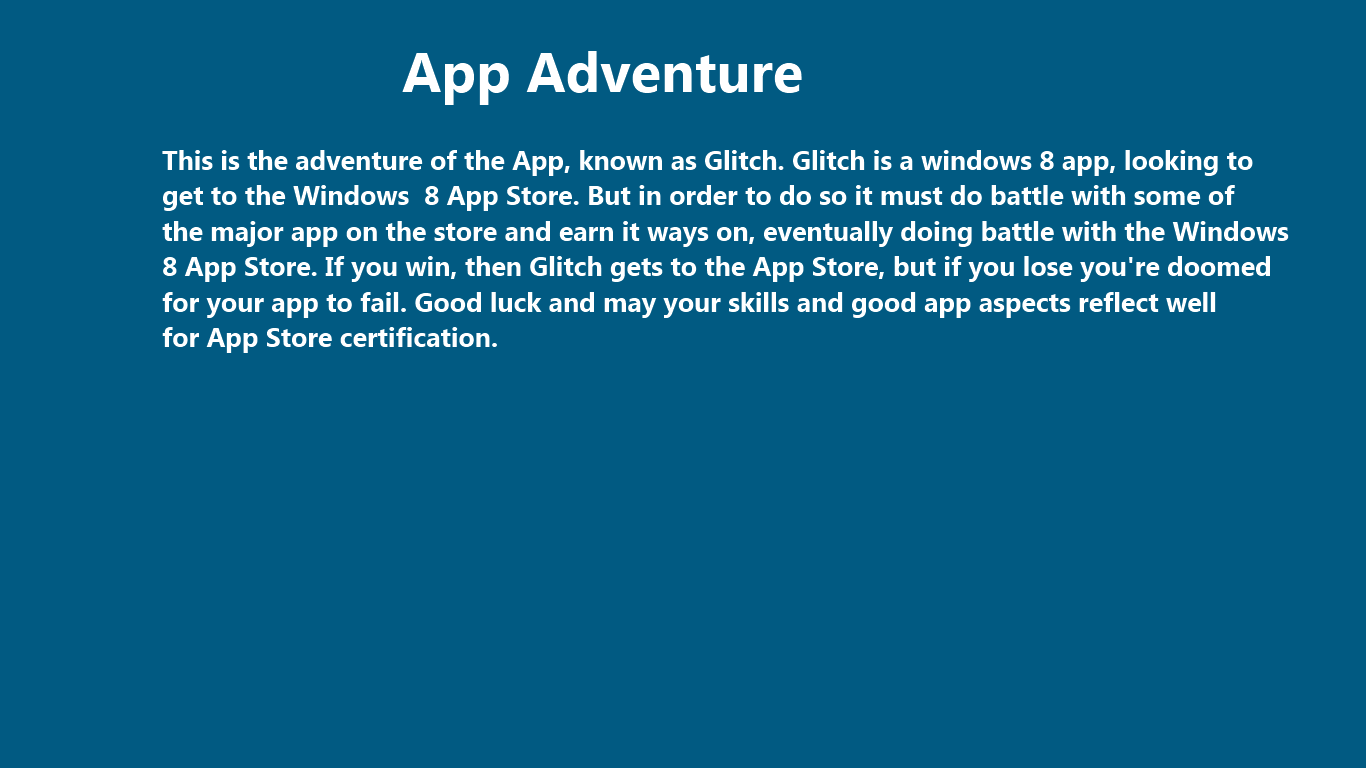 App Adventure
This is the adventure of the App, known as Glitch. Glitch is a windows 8 app, looking to
get to the Windows  8 App Store. But in order to do so it must do battle with some of
the major app on the store and earn it ways on, eventually doing battle with the Windows
8 App Store. If you win, then Glitch gets to the App Store, but if you lose you're doomed
for your app to fail. Good luck and may your skills and good app aspects reflect well
for App Store certification.